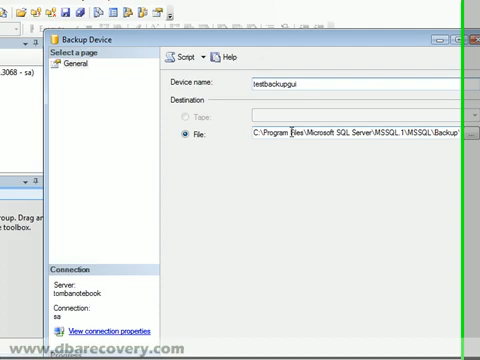 Backup Device
Select a page
General
Script
Help
.3068 - sa)
Device name:
testbackupgui
Destination
Tape:
File:
C:\Program Files\Microsoft SQL Server\MSSQL.1\MSSQL\Backup\
...
roup. Drag an
e toolbox.
Connection
Server:
tombanotebook
Connection:
sa
View connection properties
Progress
www.dbarecovery.com